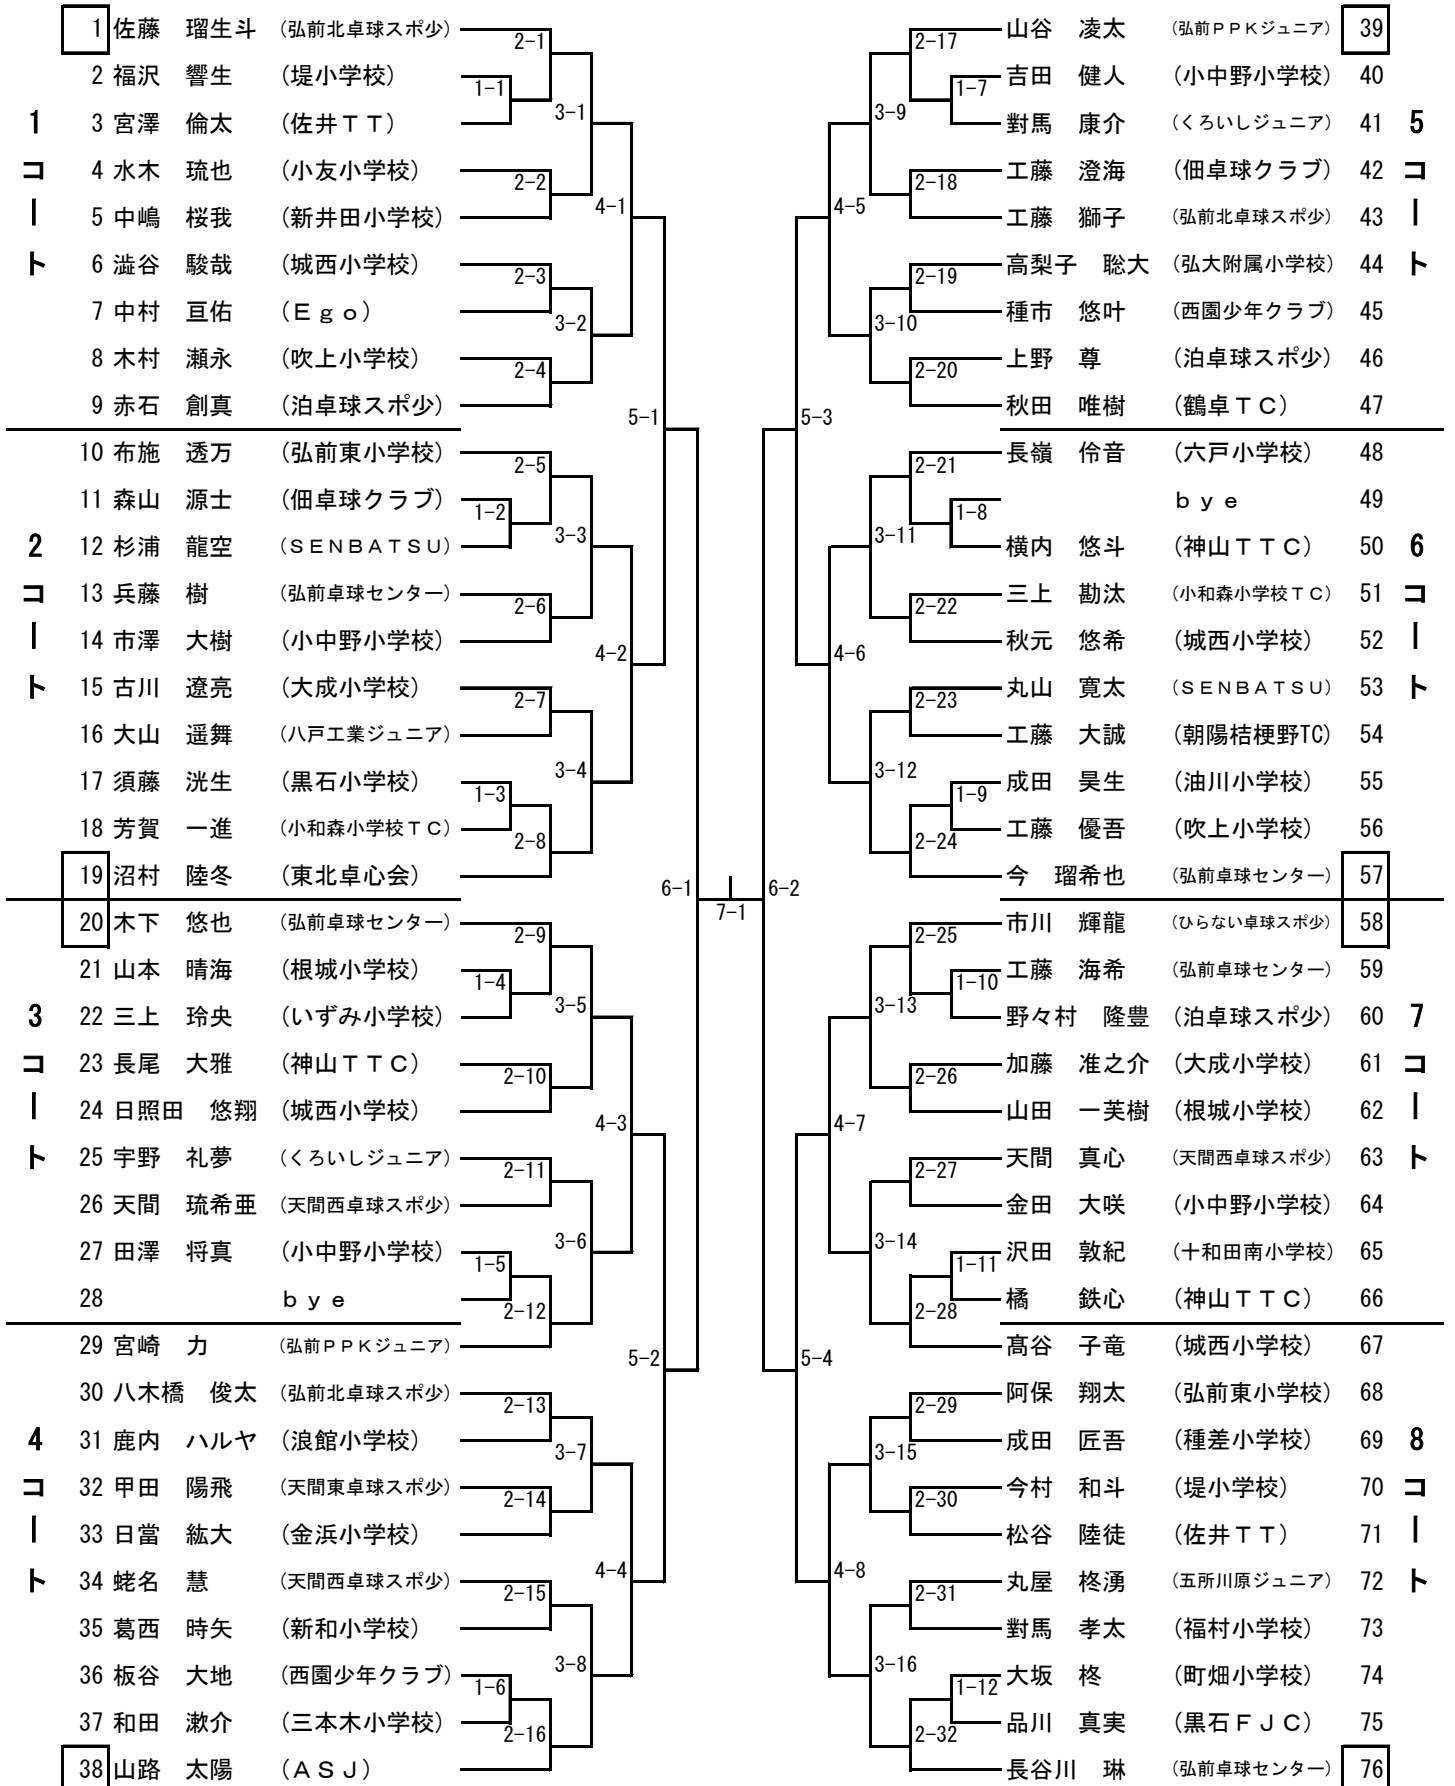 1 佐藤　瑠生斗 (弘前北卓球スポ少)
2 福沢　響生 (堤小学校)
3 宮澤　倫太 (佐井ＴＴ)
4 水木　琉也 (小友小学校)
5 中嶋　桜我 (新井田小学校)
6 澁谷　駿哉 (城西小学校)
7 中村　亘佑 (Ｅｇｏ)
8 木村　瀬永 (吹上小学校)
9 赤石　創真 (泊卓球スポ少)
1コート
10 布施　透万 (弘前東小学校)
11 森山　源士 (佃卓球クラブ)
12 杉浦　龍空 (ＳＥＮＢＡＴＳＵ)
13 兵藤　樹 (弘前卓球センター)
14 市澤　大樹 (小中野小学校)
15 古川　遼亮 (大成小学校)
16 大山　遥舞 (八戸工業ジュニア)
17 須藤　洸生 (黒石小学校)
18 芳賀　一進 (小和森小学校ＴＣ)
19 沼村　陸冬 (東北卓心会)
2コート
20 木下　悠也 (弘前卓球センター)
21 山本　晴海 (根城小学校)
22 三上　玲央 (いずみ小学校)
23 長尾　大雅 (神山ＴＴＣ)
24 日照田　悠翔 (城西小学校)
25 宇野　礼夢 (くろいしジュニア)
26 天間　琉希亜 (天間西卓球スポ少)
27 田澤　将真 (小中野小学校)
28 ｂｙｅ
3コート
29 宮崎　力 (弘前ＰＰＫジュニア)
30 八木橋　俊太 (弘前北卓球スポ少)
31 鹿内　ハルヤ (浪館小学校)
32 甲田　陽飛 (天間東卓球スポ少)
33 日當　紘大 (金浜小学校)
34 蛯名　慧 (天間西卓球スポ少)
35 葛西　時矢 (新和小学校)
36 板谷　大地 (西園少年クラブ)
37 和田　漱介 (三本木小学校)
38 山路　太陽 (ＡＳＪ)
4コート
1-1
1-2
1-3
1-4
1-5
1-6
2-1
2-2
2-3
2-4
2-5
2-6
2-7
2-8
2-9
2-10
2-11
2-12
2-13
2-14
2-15
2-16
3-1
3-2
3-3
3-4
3-5
3-6
3-7
3-8
4-1
4-2
4-3
4-4
5-1
5-2
6-1
7-1
6-2
5-3
5-4
4-5
4-6
4-7
4-8
3-9
3-10
3-11
3-12
3-13
3-14
3-15
3-16
2-17
2-18
2-19
2-20
2-21
2-22
2-23
2-24
2-25
2-26
2-27
2-28
2-29
2-30
2-31
2-32
1-7
1-8
1-9
1-10
1-11
1-12
山谷　凌太 (弘前ＰＰＫジュニア) 39
吉田　健人 (小中野小学校) 40
對馬　康介 (くろいしジュニア) 41
工藤　澄海 (佃卓球クラブ) 42
工藤　獅子 (弘前北卓球スポ少) 43
高梨子　聡大 (弘大附属小学校) 44
種市　悠叶 (西園少年クラブ) 45
上野　尊 (泊卓球スポ少) 46
秋田　唯樹 (鶴卓ＴＣ) 47
5コート
長嶺　伶音 (六戸小学校) 48
ｂｙｅ 49
横内　悠斗 (神山ＴＴＣ) 50
三上　勘汰 (小和森小学校ＴＣ) 51
秋元　悠希 (城西小学校) 52
丸山　寛太 (ＳＥＮＢＡＴＳＵ) 53
工藤　大誠 (朝陽桔梗野TC) 54
成田　昊生 (油川小学校) 55
工藤　優吾 (吹上小学校) 56
今　瑠希也 (弘前卓球センター) 57
6コート
市川　輝龍 (ひらない卓球スポ少) 58
工藤　海希 (弘前卓球センター) 59
野々村　隆豊 (泊卓球スポ少) 60
加藤　准之介 (大成小学校) 61
山田　一芙樹 (根城小学校) 62
天間　真心 (天間西卓球スポ少) 63
金田　大咲 (小中野小学校) 64
沢田　敦紀 (十和田南小学校) 65
橘　鉄心 (神山ＴＴＣ) 66
7コート
髙谷　子竜 (城西小学校) 67
阿保　翔太 (弘前東小学校) 68
成田　匠吾 (種差小学校) 69
今村　和斗 (堤小学校) 70
松谷　陸徒 (佐井ＴＴ) 71
丸屋　柊湧 (五所川原ジュニア) 72
對馬　孝太 (福村小学校) 73
大坂　柊 (町畑小学校) 74
品川　真実 (黒石ＦＪＣ) 75
長谷川　琳 (弘前卓球センター) 76
8コート